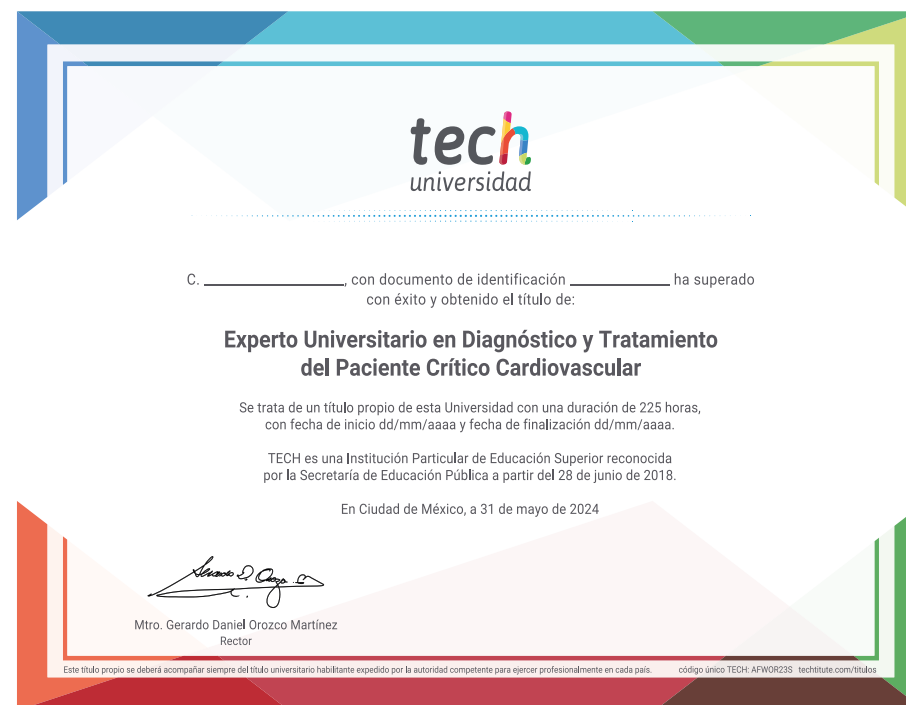 tech
universidad
C. ____________________, con documento de identificación ______________ ha superado
con éxito y obtenido el título de:
Experto Universitario en Diagnóstico y Tratamiento
del Paciente Crítico Cardiovascular
Se trata de un título propio de esta Universidad con una duración de 225 horas,
con fecha de inicio dd/mm/aaaa y fecha de finalización dd/mm/aaaa.
TECH es una Institución Particular de Educación Superior reconocida
por la Secretaría de Educación Pública a partir del 28 de junio de 2018.
En Ciudad de México, a 31 de mayo de 2024
Mtro. Gerardo Daniel Orozco Martínez
Rector
Este título propio se deberá acompañar siempre del título universitario habilitante expedido por la autoridad competente para ejercer profesionalmente en cada país. código único TECH: AFWOR23S techtitute.com/titulos